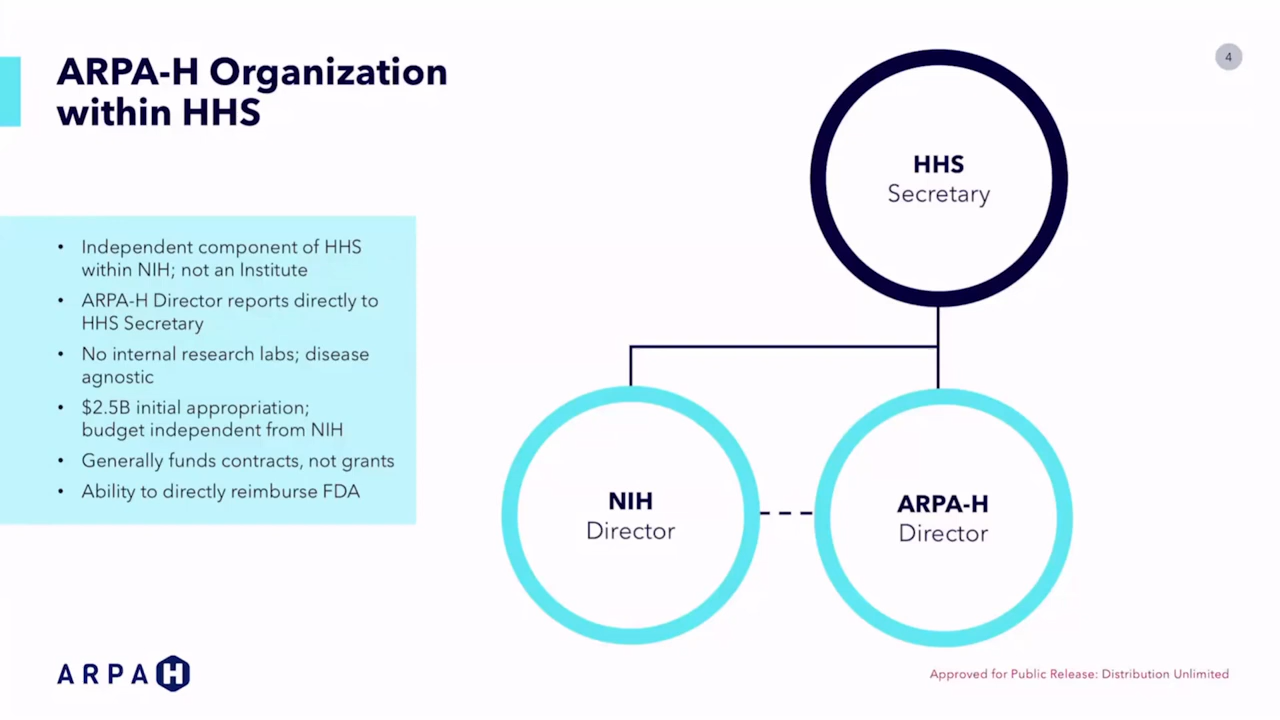 ARPA-H Organization
within HHS
4
• Independent component of HHS
within NIH; not an Institute
• ARPA-H Director reports directly to
HHS Secretary
• No internal research labs; disease
agnostic
• $2.5B initial appropriation;
budget independent from NIH
• Generally funds contracts, not grants
• Ability to directly reimburse FDA
HHS
Secretary
NIH
Director
ARPA-H
Director
ARPA H
Approved for Public Release: Distribution Unlimited